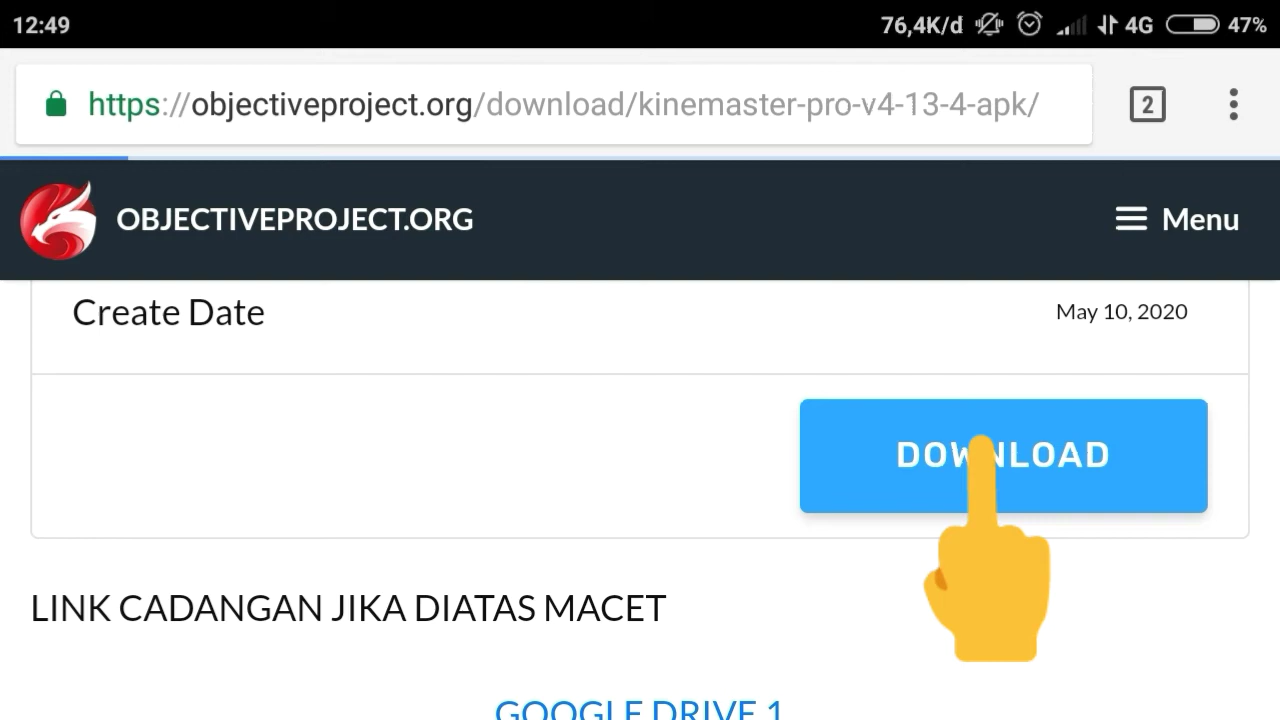 12:49
76,4K/d 4G 47%
https://objectiveproject.org/download/kinemaster-pro-v4-13-4-apk/
2
OBJECTIVEPROJECT.ORG
Menu
Create Date
May 10, 2020
DOWNLOAD
LINK CADANGAN JIKA DIATAS MACET
GOOGLE DRIVE 1